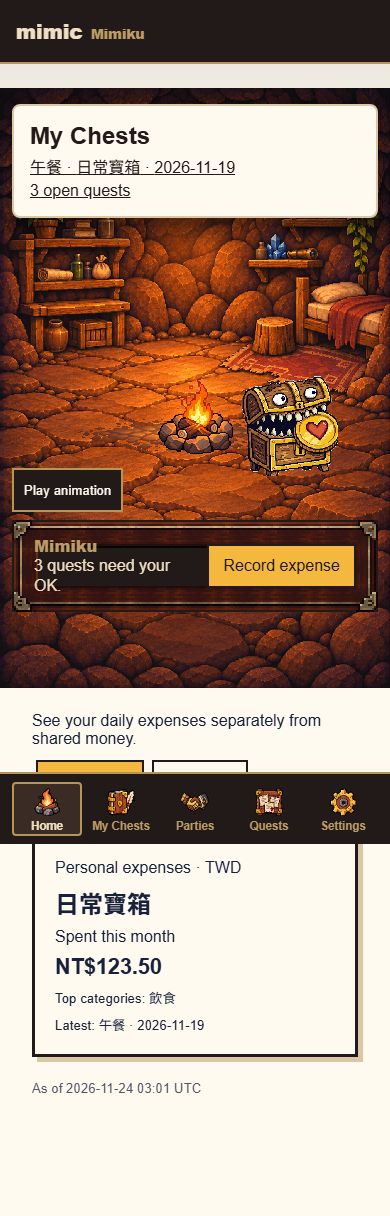 mimic Mimiku
My Chests
午餐 · 日常寶箱 · 2026-11-19
3 open quests
Play animation
Mimiku
3 quests need your
OK.
Record expense
See your daily expenses separately from
shared money.
Home
My Chests
Parties
Quests
Settings
Personal expenses · TWD
日常寶箱
Spent this month
NT$123.50
Top categories: 飲食
Latest: 午餐 · 2026-11-19
As of 2026-11-24 03:01 UTC